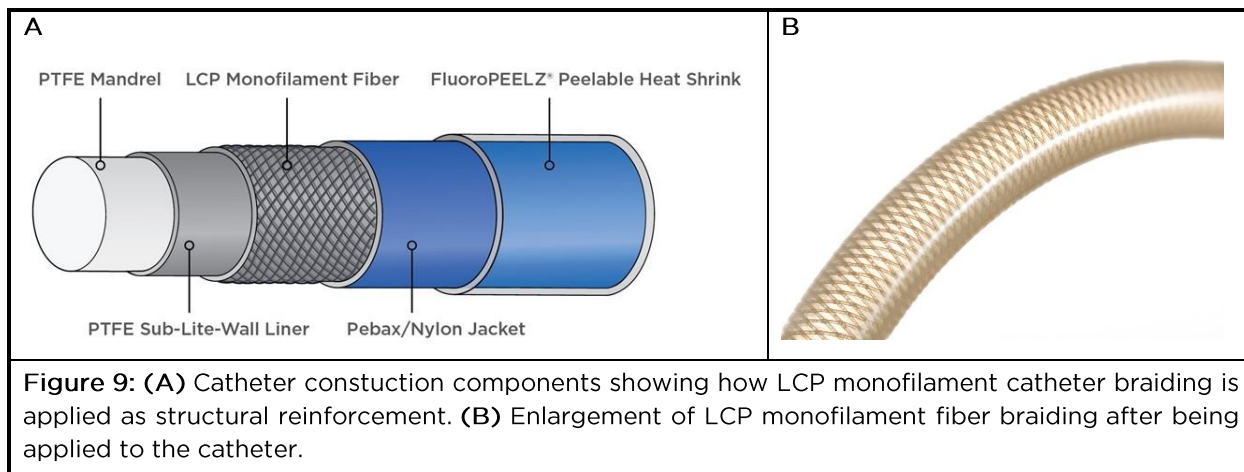 A
B
PTFE Mandrel
LCP Monofilament Fiber
FluoroPEELZ® Peelable Heat Shrink
PTFE Sub-Lite-Wall Liner
Pebax/Nylon Jacket
Figure 9: (A) Catheter constuction components showing how LCP monofilament catheter braiding is
applied as structural reinforcement. (B) Enlargement of LCP monofilament fiber braiding after being
applied to the catheter.